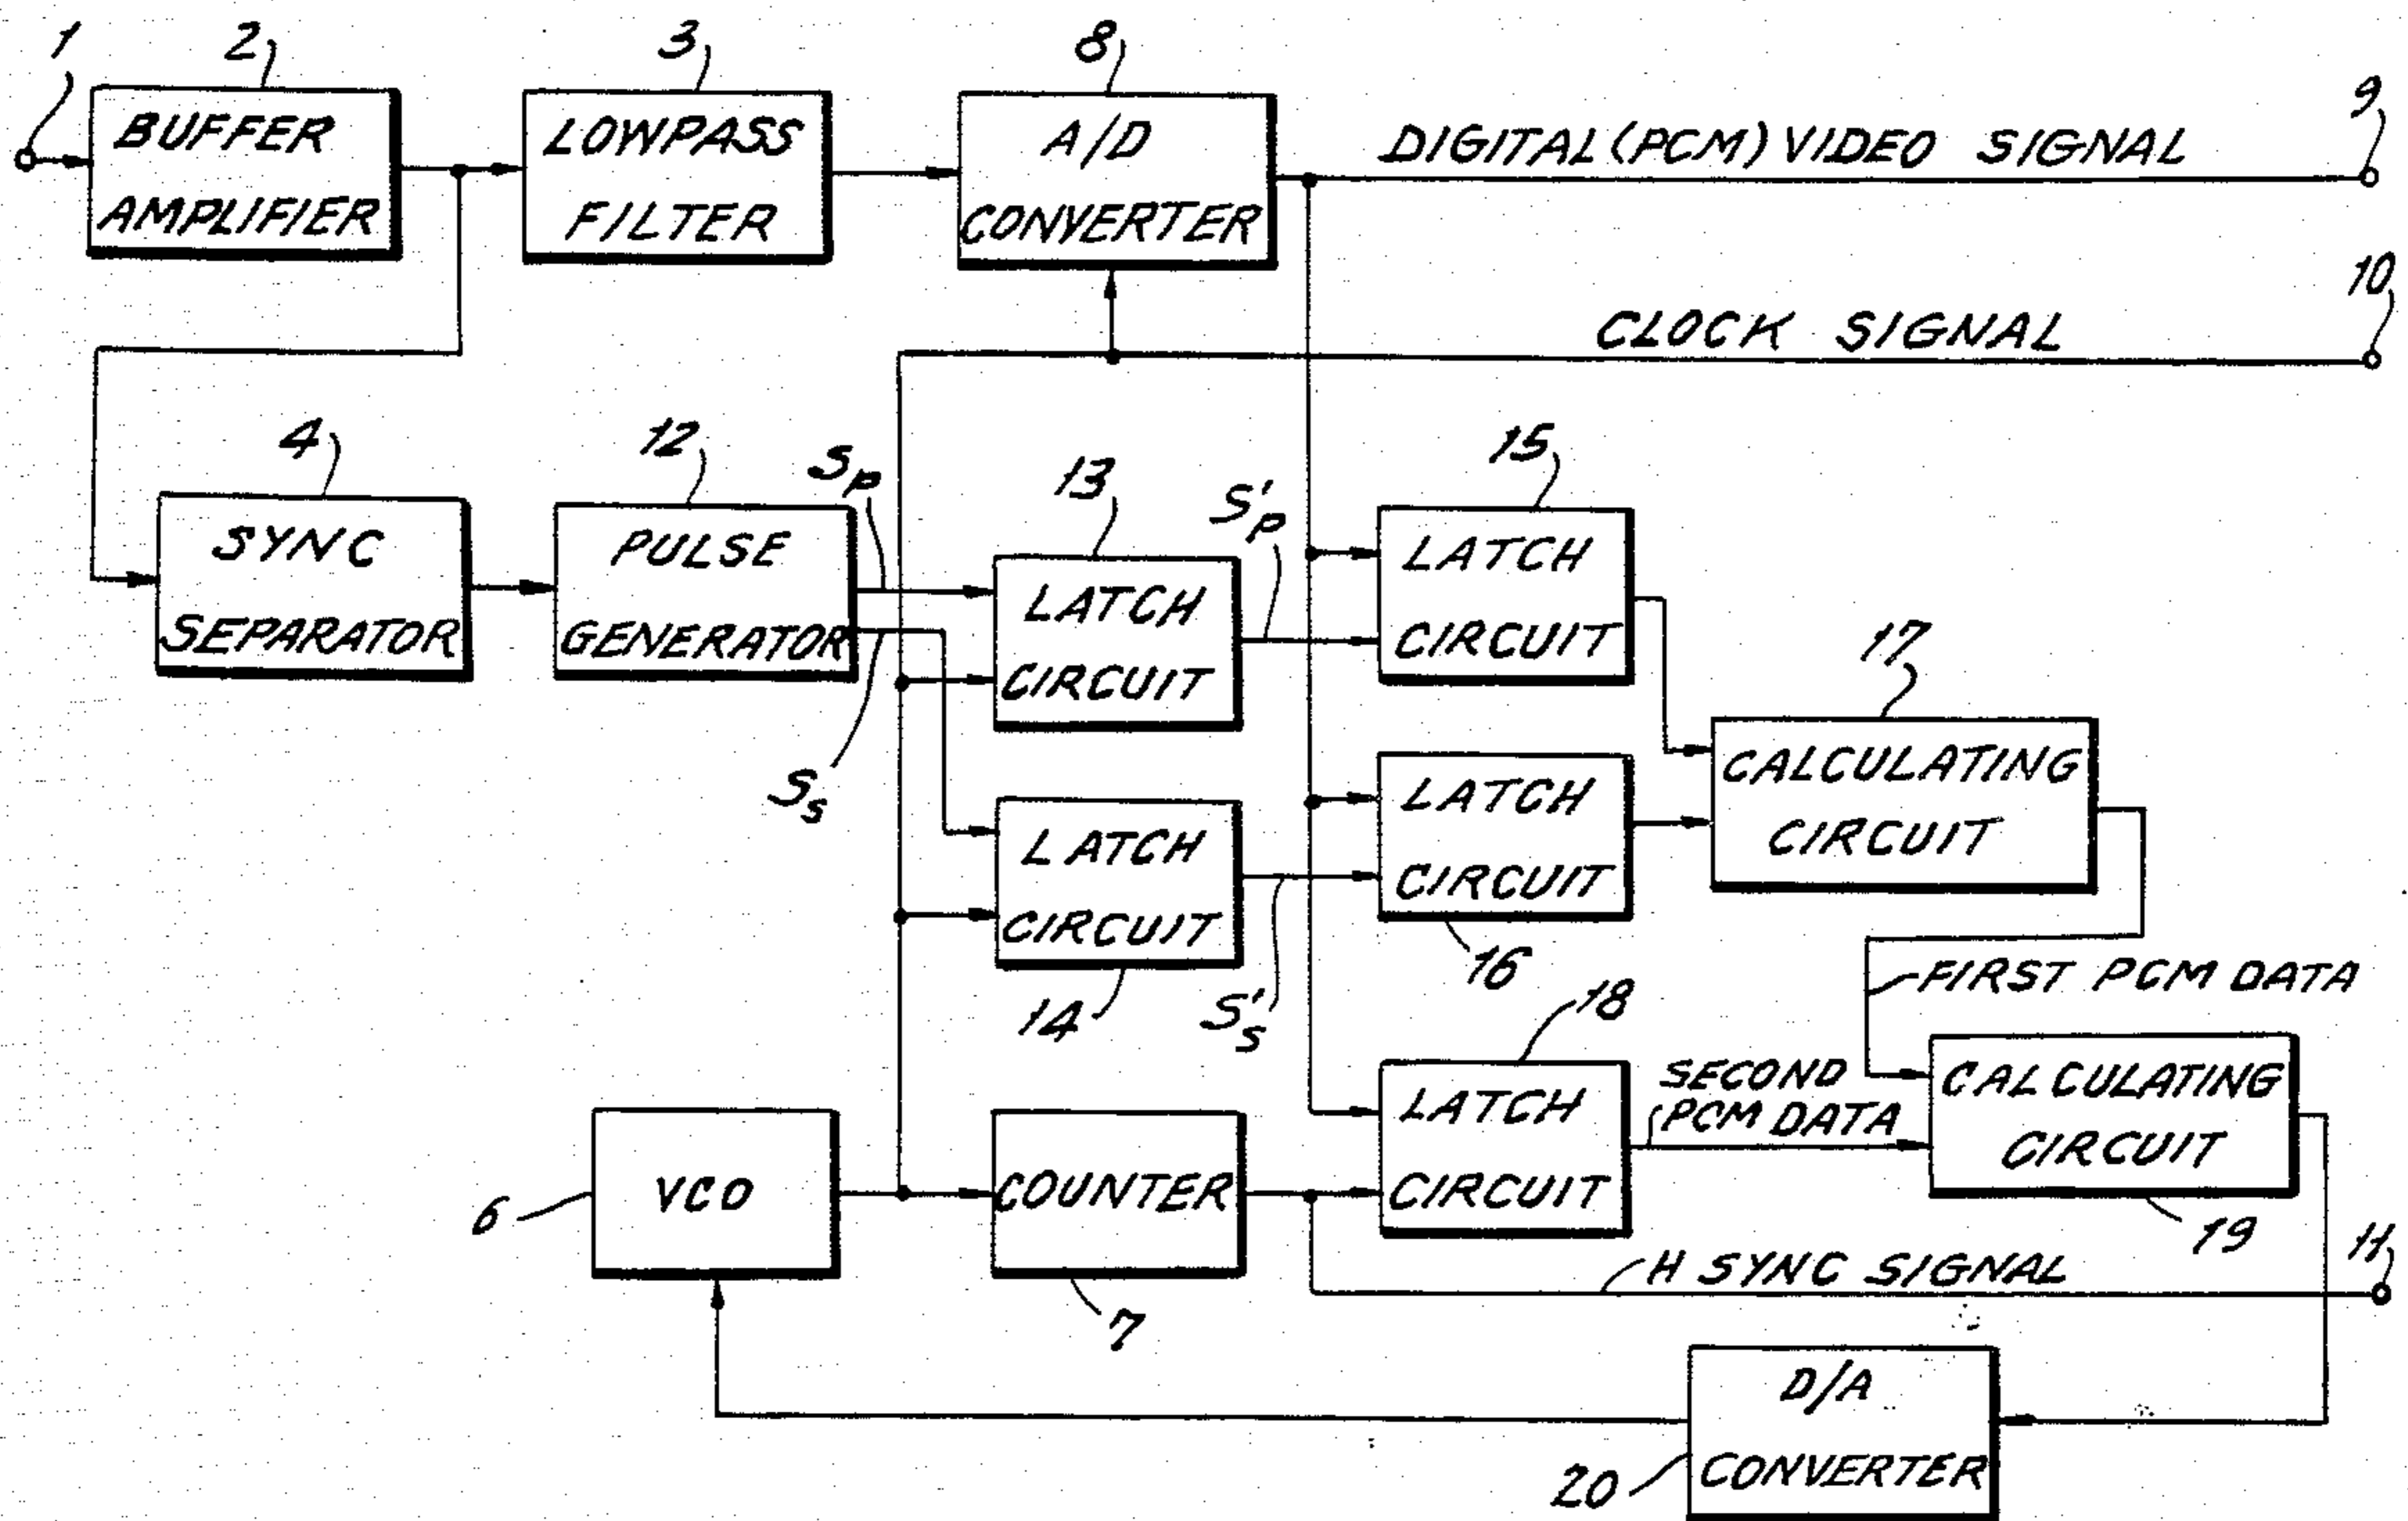 1
2
3
8
9
BUFFER
AMPLIFIER
LOWPASS
FILTER
A/D
CONVERTER
DIGITAL (PCM) VIDEO SIGNAL
10
CLOCK SIGNAL
4
12
Sp
13
S'p
15
SYNC
SEPARATOR
PULSE
GENERATOR
LATCH
CIRCUIT
LATCH
CIRCUIT
17
Ss
LATCH
CIRCUIT
LATCH
CIRCUIT
CALCULATING
CIRCUIT
14
S's
16
18
FIRST PCM DATA
6
VCO
COUNTER
7
LATCH
CIRCUIT
SECOND
PCM DATA
CALCULATING
CIRCUIT
19
11
H SYNC SIGNAL
D/A
CONVERTER
20